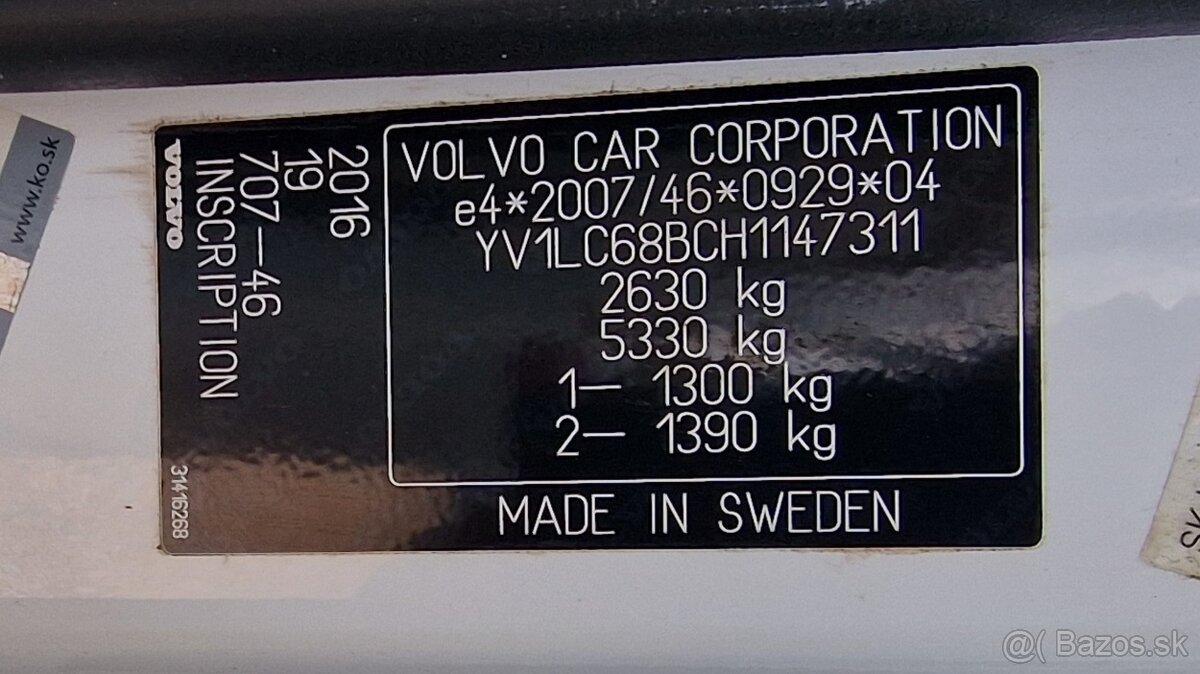 www.ko.sk
VOLVO
2016
19
707-46
INSCRIPTION
31416268
VOLVO CAR CORPORATION
e4*2007/46*0929*04
YV1LC68BCH1147311
2630 kg
5330 kg
1— 1300 kg
2— 1390 kg
MADE IN SWEDEN
SK
@( Bazos.sk